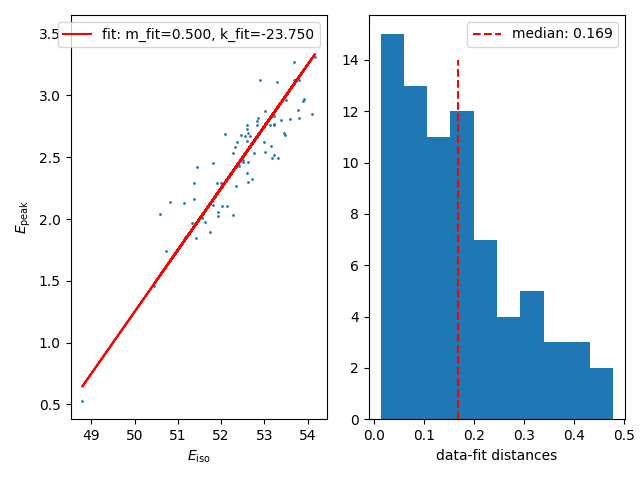 fit: m_fit=0.500, k_fit=-23.750
3.5
3.0
2.5
2.0
1.5
1.0
0.5
E_peak
49 50 51 52 53 54
E_iso
median: 0.169
14
12
10
8
6
4
2
0
0.0 0.1 0.2 0.3 0.4 0.5
data-fit distances